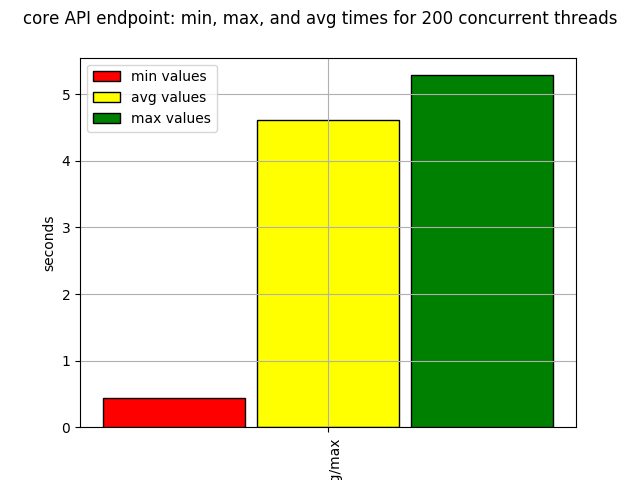 core API endpoint: min, max, and avg times for 200 concurrent threads
min values
avg values
max values
5
4
3
2
1
0
seconds
g/max